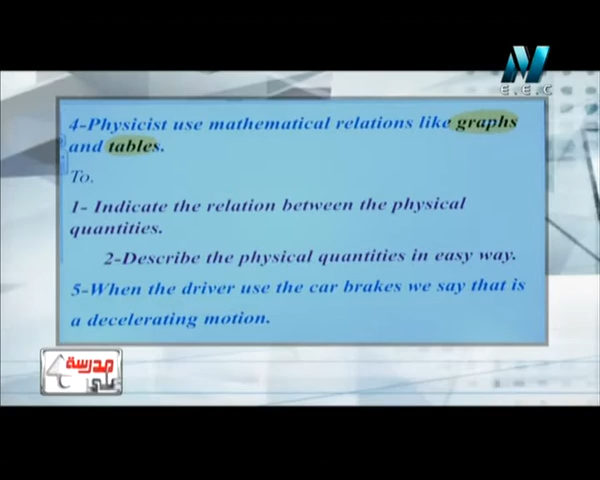 E.E.C
4-Physicist use mathematical relations like graphs
and tables.
To.
1- Indicate the relation between the physical
quantities.
2-Describe the physical quantities in easy way.
5-When the driver use the car brakes we say that is
a decelerating motion.
مدرسة
على